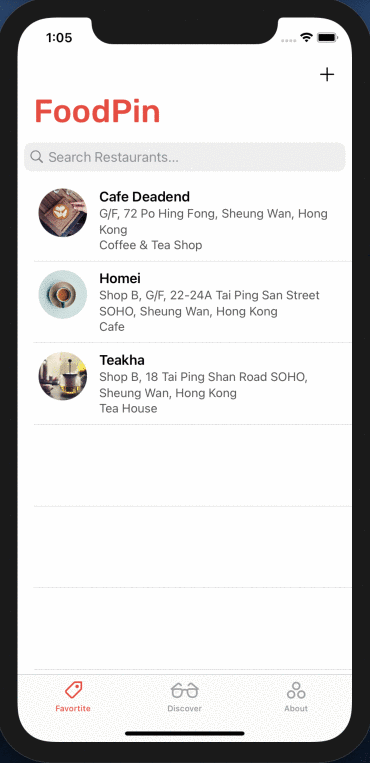 1:05
FoodPin
Search Restaurants...
Cafe Deadend
G/F, 72 Po Hing Fong, Sheung Wan, Hong
Kong
Coffee & Tea Shop
Homei
Shop B, G/F, 22-24A Tai Ping San Street
SOHO, Sheung Wan, Hong Kong
Cafe
Teakha
Shop B, 18 Tai Ping Shan Road SOHO,
Sheung Wan, Hong Kong
Tea House
Favortite
Discover
About